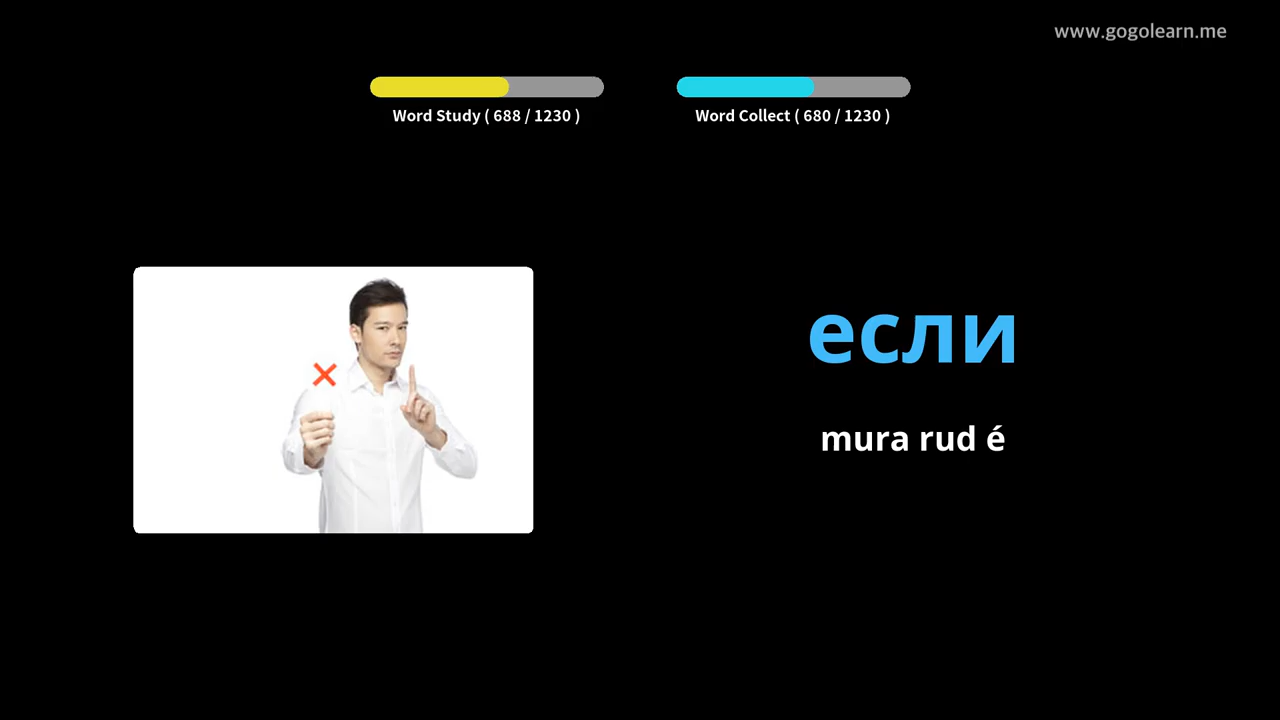 www.gogolearn.me
Word Study ( 688 / 1230 )
Word Collect ( 680 / 1230 )
если
mura rud é